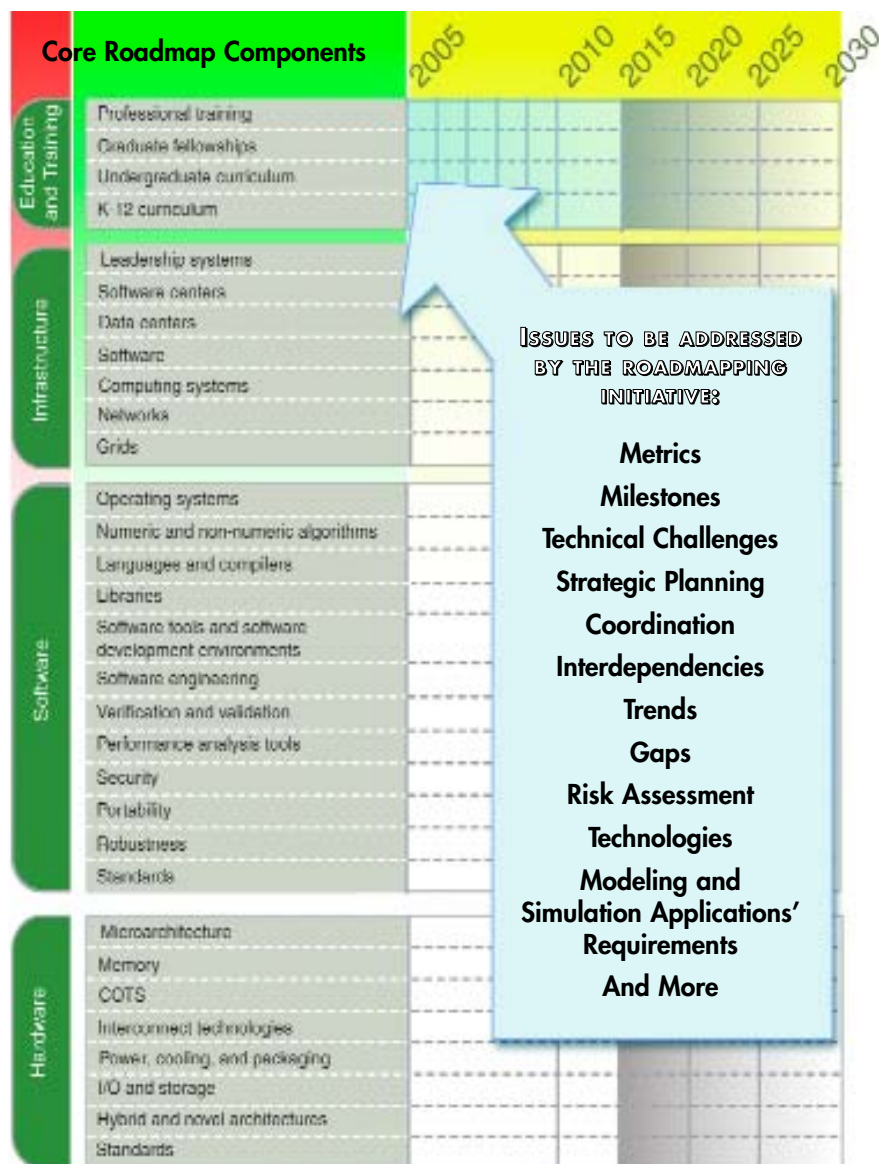 Core Roadmap Components
2005
2010
2015
2020
2025
2030
Education
and Training
Professional training
Graduate fellowships
Undergraduate curriculum
K-12 curriculum
Infrastructure
Leadership systems
Software centers
Data centers
Software
Computing systems
Networks
Grids
Software
Operating systems
Numeric and non-numeric algorithms
Languages and compilers
Libraries
Software tools and software
development environments
Software engineering
Verification and validation
Performance analysis tools
Security
Portability
Robustness
Standards
Hardware
Microarchitecture
Memory
COTS
Interconnect technologies
Power, cooling, and packaging
I/O and storage
Hybrid and novel architectures
Standards
Issues to be addressed
by the roadmapping
initiative:
Metrics
Milestones
Technical Challenges
Strategic Planning
Coordination
Interdependencies
Trends
Gaps
Risk Assessment
Technologies
Modeling and
Simulation Applications’
Requirements
And More